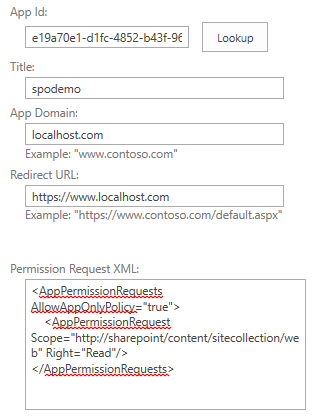 App Id:
e19a70e1-d1fc-4852-b43f-96
Lookup
Title:
spodemo
App Domain:
localhost.com
Example: "www.contoso.com"
Redirect URL:
https://www.localhost.com
Example: "https://www.contoso.com/default.aspx"
Permission Request XML:
<AppPermissionRequests
AllowAppOnlyPolicy="true">
<AppPermissionRequest
Scope="http://sharepoint/content/sitecollection/we
b" Right="Read"/>
</AppPermissionRequests>